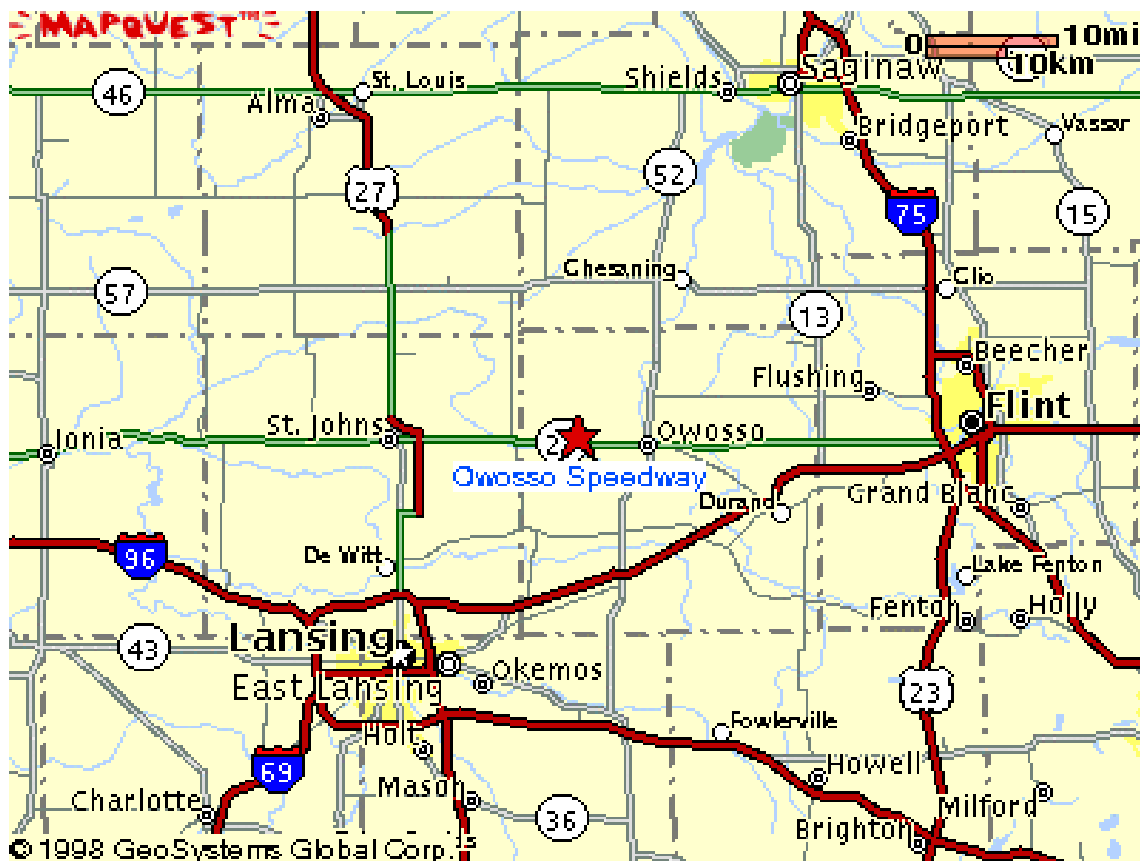 MAPQUEST™
0 10mi
10km
Saginaw
St. Louis
Shields
46
Alma
Vassar
Bridgeport
52
27
75
15
Chesaning
Clio
57
13
Beecher
Flushing
Flint
St. Johns
Ionia
Owosso
2
Owosso Speedway
Durand
Grand Blanc
96
De Witt
Lake Fenton
Fenton
Holly
43
Lansing
Okemos
East Lansing
23
Fowlerville
Holt
69
Howell
Mason
Charlotte
36
Milford
Brighton
© 1998 GeoSystems Global Corp.